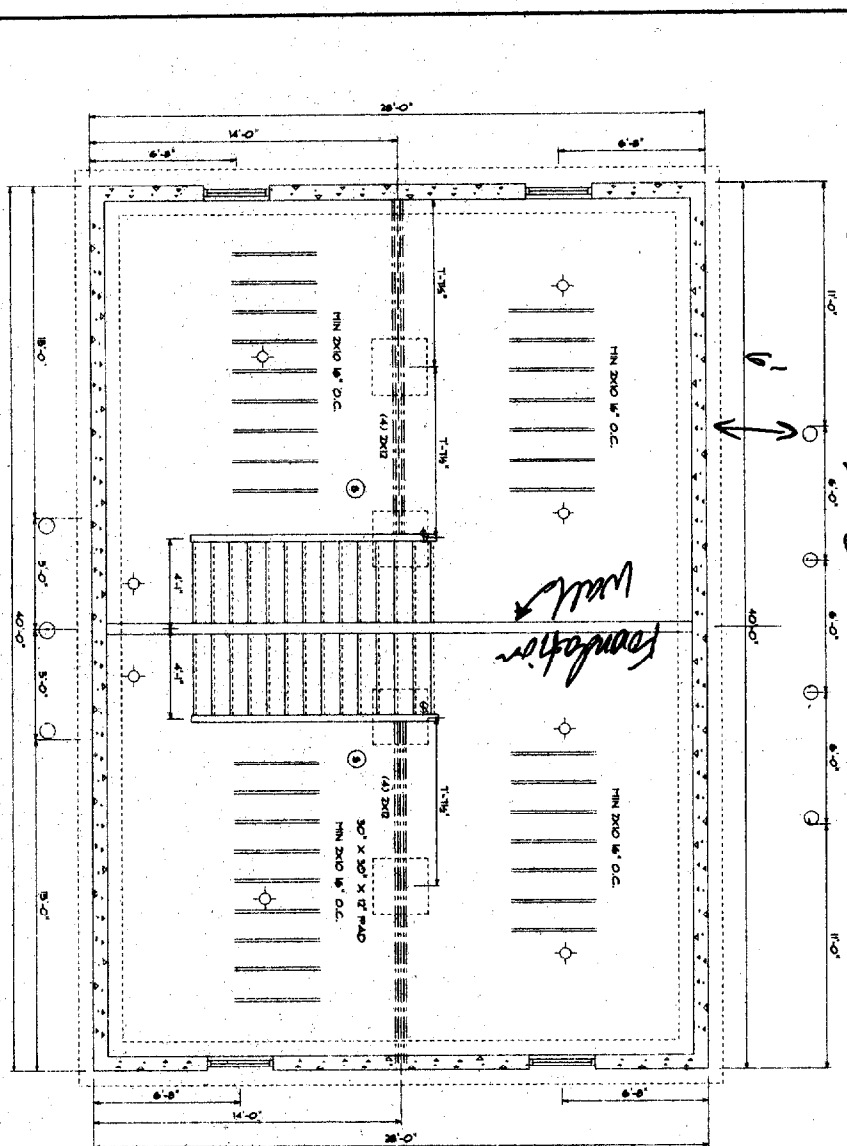 28'-0"
14'-0"
6'-8"
6'-8"
11'-0"
6'
6'-0"
40'-0"
6'-0"
6'-0"
11'-0"
7'-7½"
7'-7½"
MIN 2X10 16" O.C.
MIN 2X10 16" O.C.
(4) 2X12
S
15'-0"
5'-0"
40'-0"
5'-0"
15'-0"
4'-1"
4'-1"
Foundation
wall
S
(4) 2X12
7'-7½"
30" X 30" X 12" PAD
MIN 2X10 16" O.C.
MIN 2X10 16" O.C.
6'-8"
6'-8"
14'-0"
28'-0"